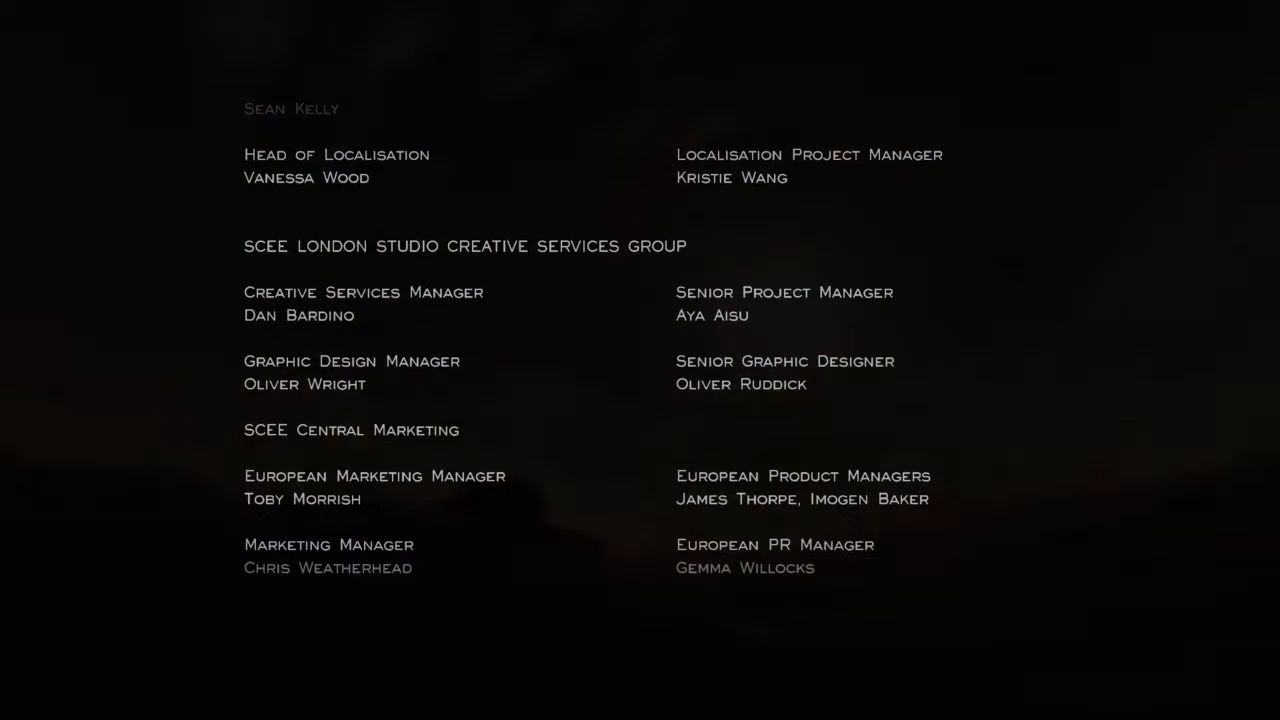 Sean Kelly
Head of Localisation
Vanessa Wood
Localisation Project Manager
Kristie Wang
SCEE LONDON STUDIO CREATIVE SERVICES GROUP
Creative Services Manager
Dan Bardino
Senior Project Manager
Aya Aisu
Graphic Design Manager
Oliver Wright
Senior Graphic Designer
Oliver Ruddick
SCEE Central Marketing
European Marketing Manager
Toby Morrish
European Product Managers
James Thorpe, Imogen Baker
Marketing Manager
Chris Weatherhead
European PR Manager
Gemma Willocks